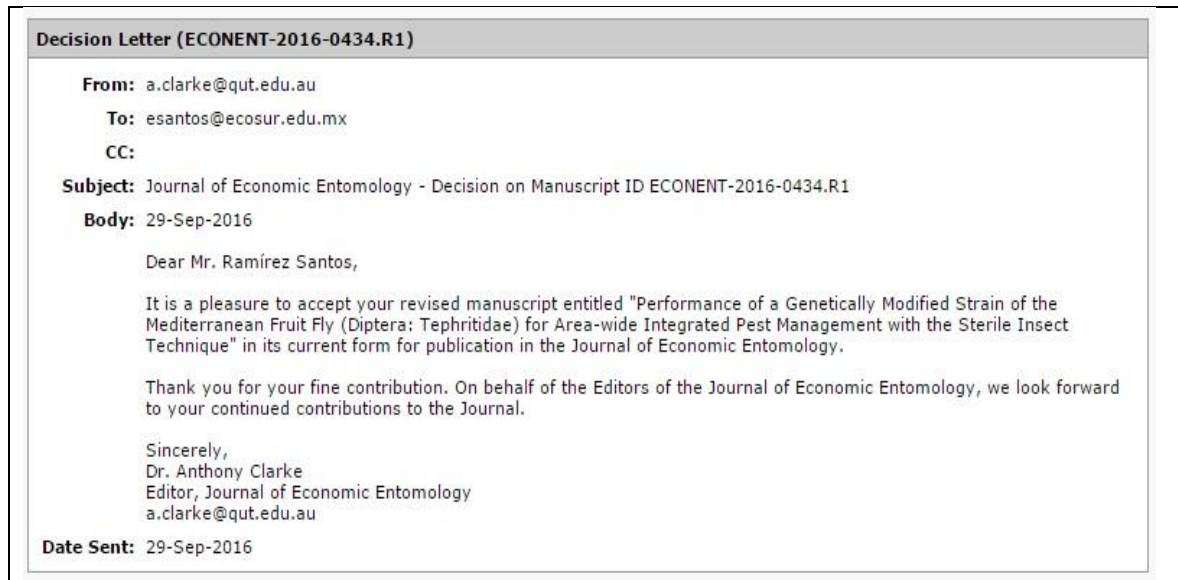 Decision Letter (ECONENT-2016-0434.R1)
From: a.clarke@qut.edu.au
To: esantos@ecosur.edu.mx
CC:
Subject: Journal of Economic Entomology - Decision on Manuscript ID ECONENT-2016-0434.R1
Body: 29-Sep-2016
Dear Mr. Ramírez Santos,
It is a pleasure to accept your revised manuscript entitled "Performance of a Genetically Modified Strain of the
Mediterranean Fruit Fly (Diptera: Tephritidae) for Area-wide Integrated Pest Management with the Sterile Insect
Technique" in its current form for publication in the Journal of Economic Entomology.
Thank you for your fine contribution. On behalf of the Editors of the Journal of Economic Entomology, we look forward
to your continued contributions to the Journal.
Sincerely,
Dr. Anthony Clarke
Editor, Journal of Economic Entomology
a.clarke@qut.edu.au
Date Sent: 29-Sep-2016